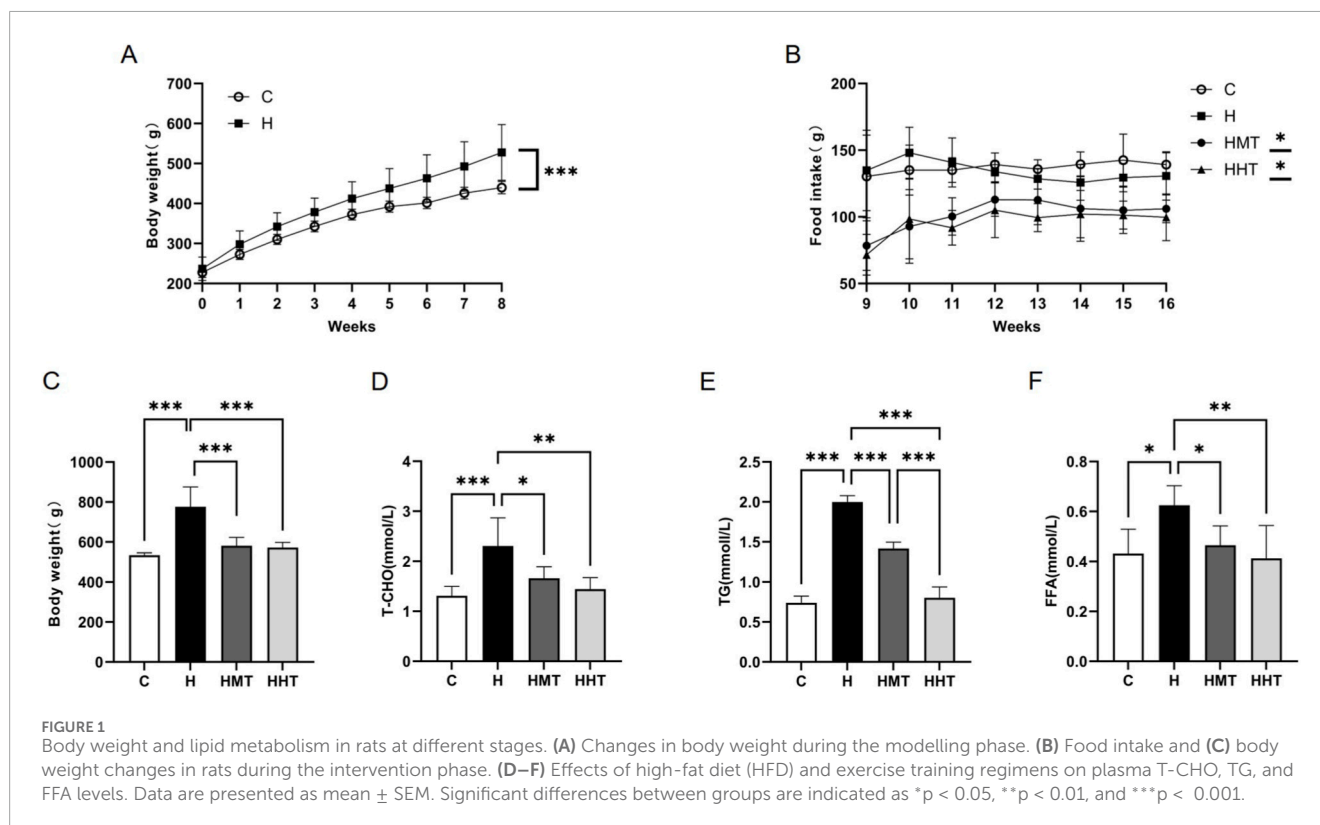 A
B
700
600
500
400
300
200
Body weight( g)
C
H
***
0 1 2 3 4 5 6 7 8
Weeks
200
150
100
50
Food intake( g)
C
H
HMT *
HHT *
9 10 11 12 13 14 15 16
Weeks
C
*** ***
***
1000
800
600
400
200
0
Body weight( g)
C H HMT HHT
D
**
*** *
4
3
2
1
0
T-CHO(mmol/L)
C H HMT HHT
E
***
*** *** ***
2.5
2.0
1.5
1.0
0.5
0.0
TG(mmoll/L)
C H HMT HHT
F
**
* *
0.8
0.6
0.4
0.2
0.0
FFA(mmol/L)
C H HMT HHT
FIGURE 1
Body weight and lipid metabolism in rats at different stages. (A) Changes in body weight during the modelling phase. (B) Food intake and (C) body
weight changes in rats during the intervention phase. (D–F) Effects of high-fat diet (HFD) and exercise training regimens on plasma T-CHO, TG, and
FFA levels. Data are presented as mean ± SEM. Significant differences between groups are indicated as *p < 0.05, **p < 0.01, and ***p < 0.001.